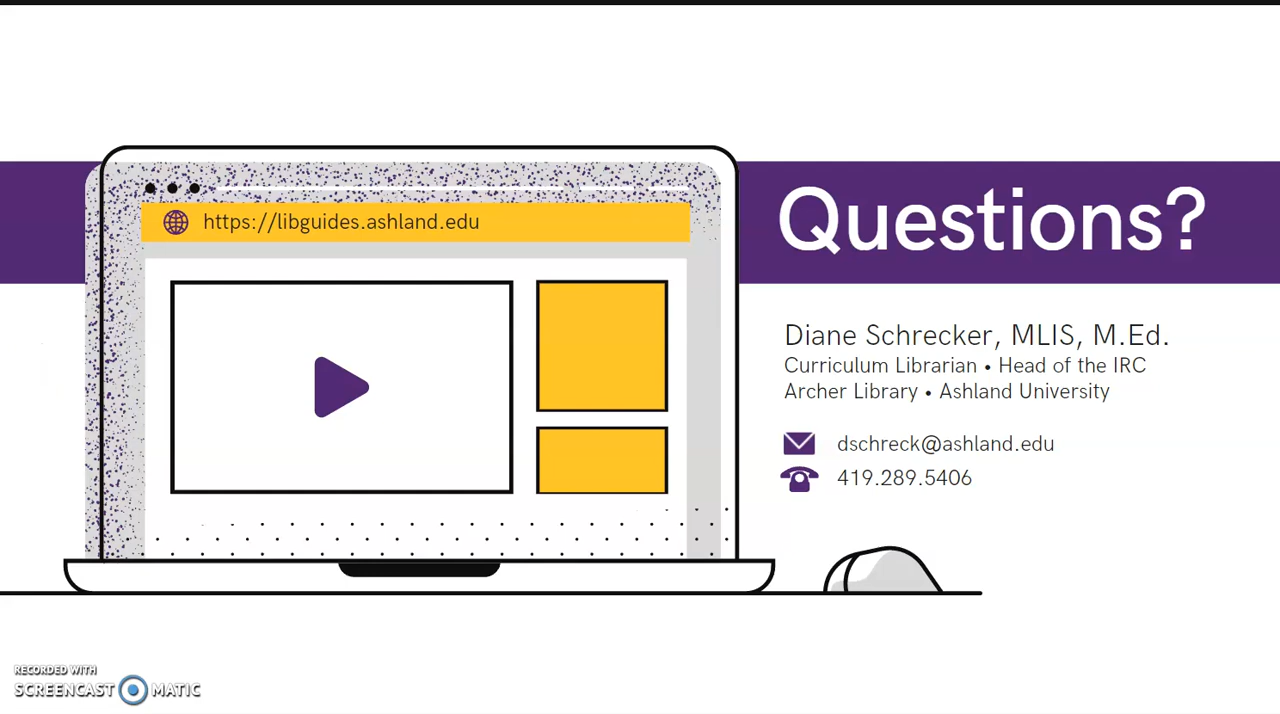 https://libguides.ashland.edu
Questions?
Diane Schrecker, MLIS, M.Ed.
Curriculum Librarian • Head of the IRC
Archer Library • Ashland University
dschreck@ashland.edu
419.289.5406
RECORDED WITH
SCREENCAST MATIC